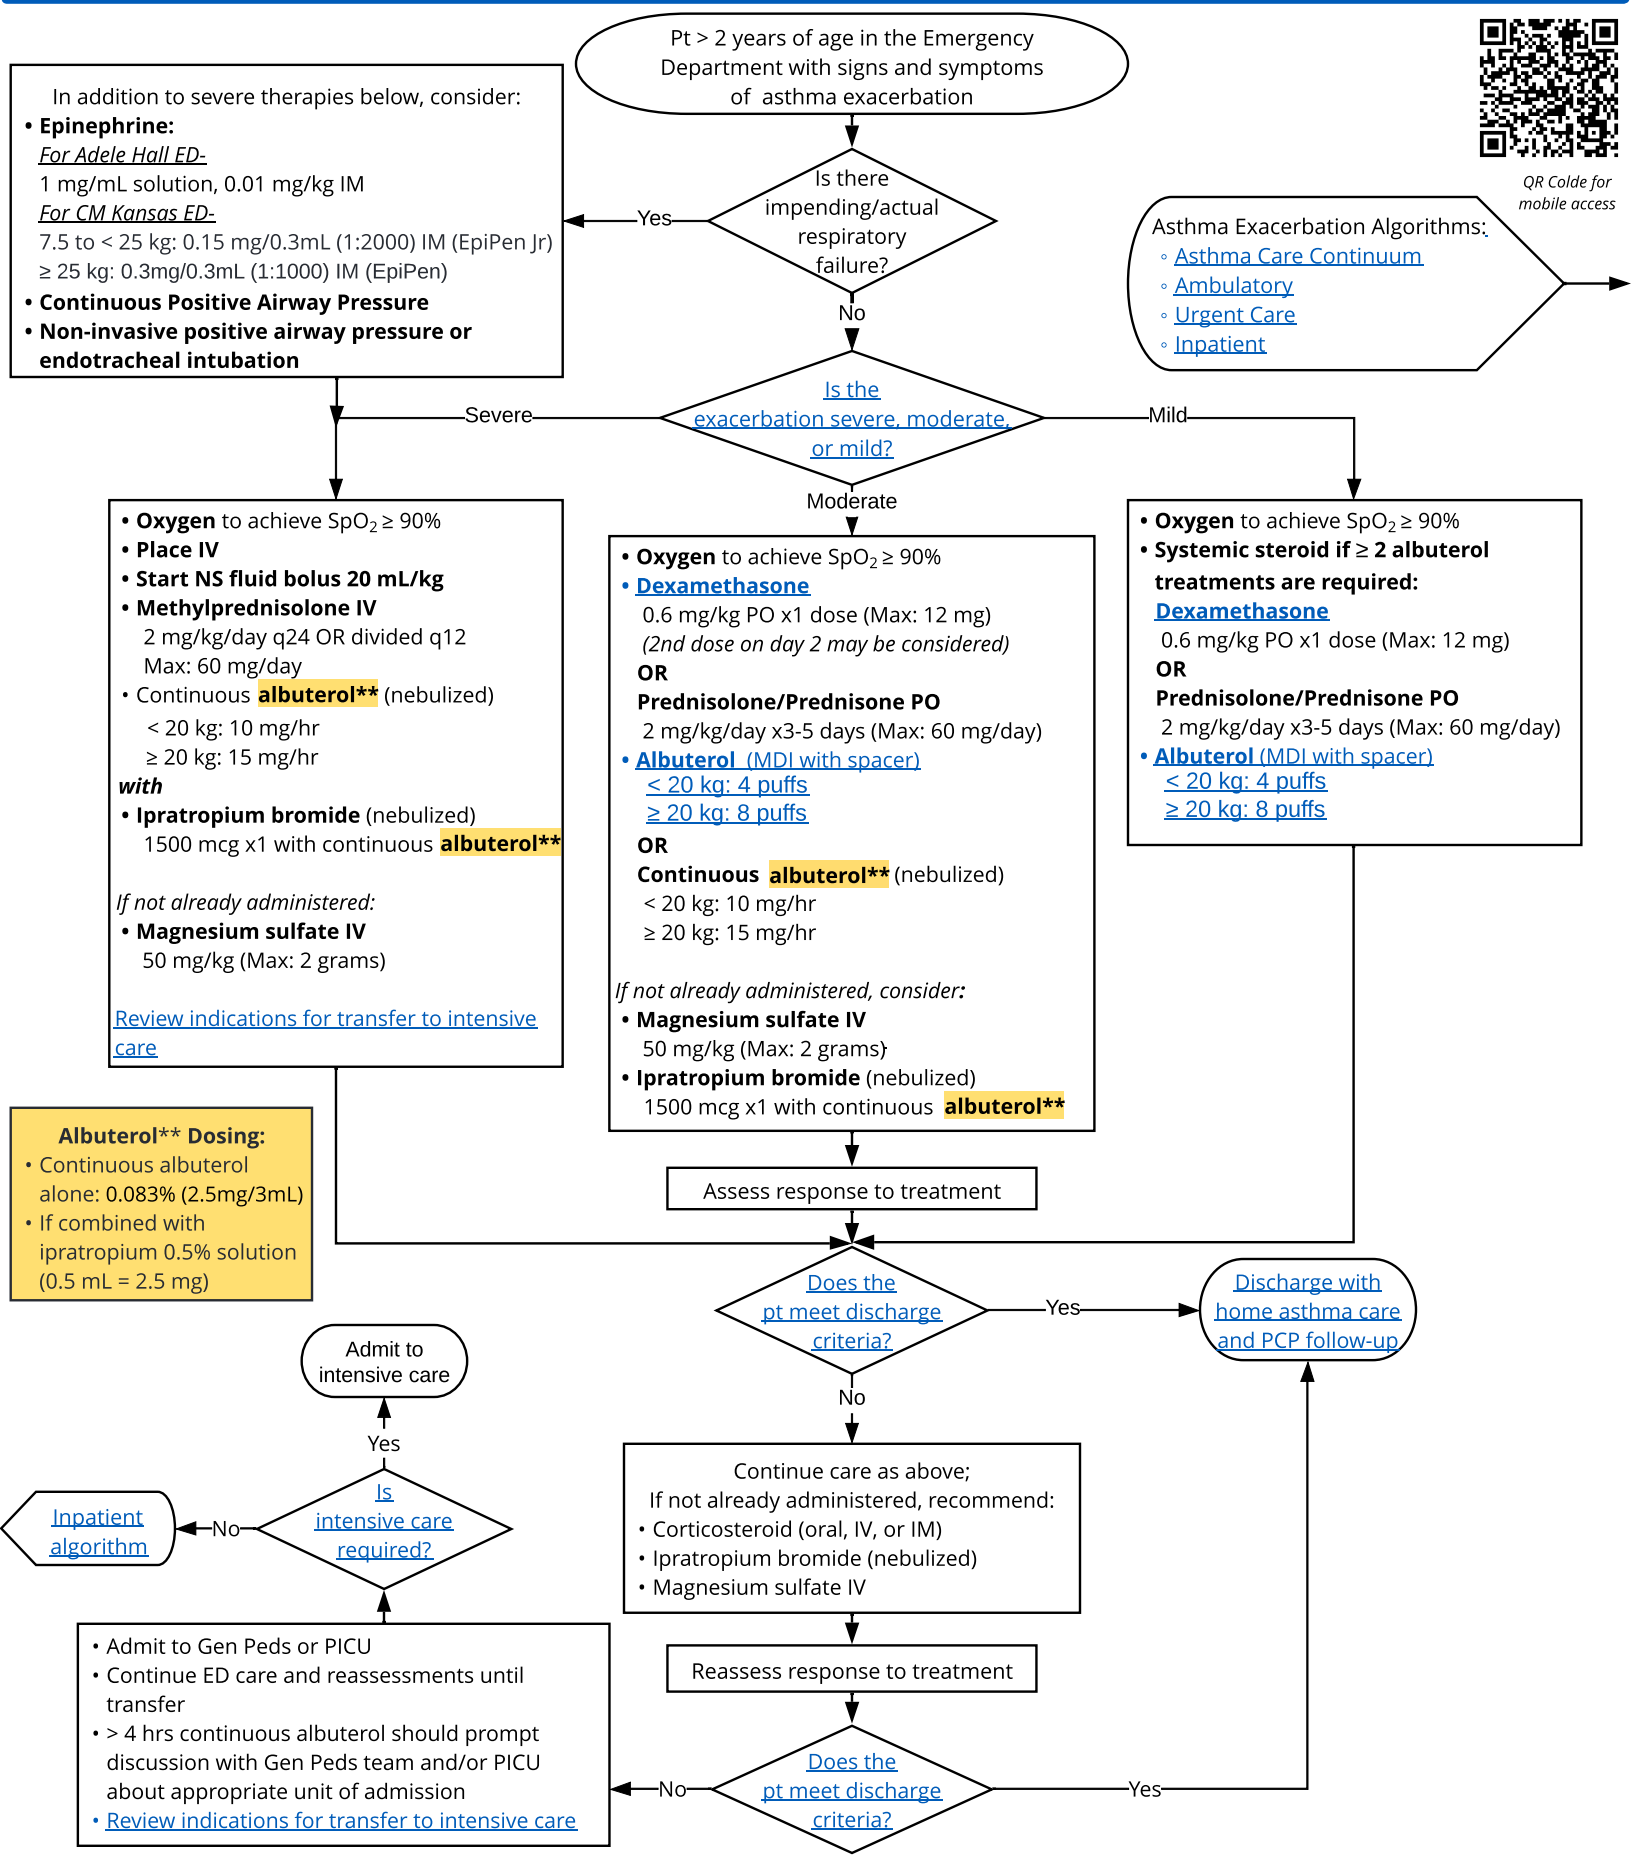 Pt > 2 years of age in the Emergency
Department with signs and symptoms
of asthma exacerbation
QR Colde for
mobile access
In addition to severe therapies below, consider:
• Epinephrine:
For Adele Hall ED-
1 mg/mL solution, 0.01 mg/kg IM
For CM Kansas ED-
7.5 to < 25 kg: 0.15 mg/0.3mL (1:2000) IM (EpiPen Jr)
≥ 25 kg: 0.3mg/0.3mL (1:1000) IM (EpiPen)
• Continuous Positive Airway Pressure
• Non-invasive positive airway pressure or
endotracheal intubation
Yes
Is there
impending/actual
respiratory
failure?
No
Asthma Exacerbation Algorithms:
◦ Asthma Care Continuum
◦ Ambulatory
◦ Urgent Care
◦ Inpatient
Severe
Is the
exacerbation severe, moderate,
or mild?
Mild
Moderate
• Oxygen to achieve SpO₂ ≥ 90%
• Place IV
• Start NS fluid bolus 20 mL/kg
• Methylprednisolone IV
2 mg/kg/day q24 OR divided q12
Max: 60 mg/day
• Continuous albuterol** (nebulized)
< 20 kg: 10 mg/hr
≥ 20 kg: 15 mg/hr
with
• Ipratropium bromide (nebulized)
1500 mcg x1 with continuous albuterol**
If not already administered:
• Magnesium sulfate IV
50 mg/kg (Max: 2 grams)
Review indications for transfer to intensive
care
• Oxygen to achieve SpO₂ ≥ 90%
• Dexamethasone
0.6 mg/kg PO x1 dose (Max: 12 mg)
(2nd dose on day 2 may be considered)
OR
Prednisolone/Prednisone PO
2 mg/kg/day x3-5 days (Max: 60 mg/day)
• Albuterol (MDI with spacer)
< 20 kg: 4 puffs
≥ 20 kg: 8 puffs
OR
Continuous albuterol** (nebulized)
< 20 kg: 10 mg/hr
≥ 20 kg: 15 mg/hr
If not already administered, consider:
• Magnesium sulfate IV
50 mg/kg (Max: 2 grams)
• Ipratropium bromide (nebulized)
1500 mcg x1 with continuous albuterol**
• Oxygen to achieve SpO₂ ≥ 90%
• Systemic steroid if ≥ 2 albuterol
treatments are required:
Dexamethasone
0.6 mg/kg PO x1 dose (Max: 12 mg)
OR
Prednisolone/Prednisone PO
2 mg/kg/day x3-5 days (Max: 60 mg/day)
• Albuterol (MDI with spacer)
< 20 kg: 4 puffs
≥ 20 kg: 8 puffs
Albuterol** Dosing:
• Continuous albuterol
alone: 0.083% (2.5mg/3mL)
• If combined with
ipratropium 0.5% solution
(0.5 mL = 2.5 mg)
Assess response to treatment
Does the
pt meet discharge
criteria?
Yes
Discharge with
home asthma care
and PCP follow-up
No
Continue care as above;
If not already administered, recommend:
• Corticosteroid (oral, IV, or IM)
• Ipratropium bromide (nebulized)
• Magnesium sulfate IV
Reassess response to treatment
Does the
pt meet discharge
criteria?
Yes
No
• Admit to Gen Peds or PICU
• Continue ED care and reassessments until
transfer
• > 4 hrs continuous albuterol should prompt
discussion with Gen Peds team and/or PICU
about appropriate unit of admission
• Review indications for transfer to intensive care
Is
intensive care
required?
Yes
Admit to
intensive care
No
Inpatient
algorithm